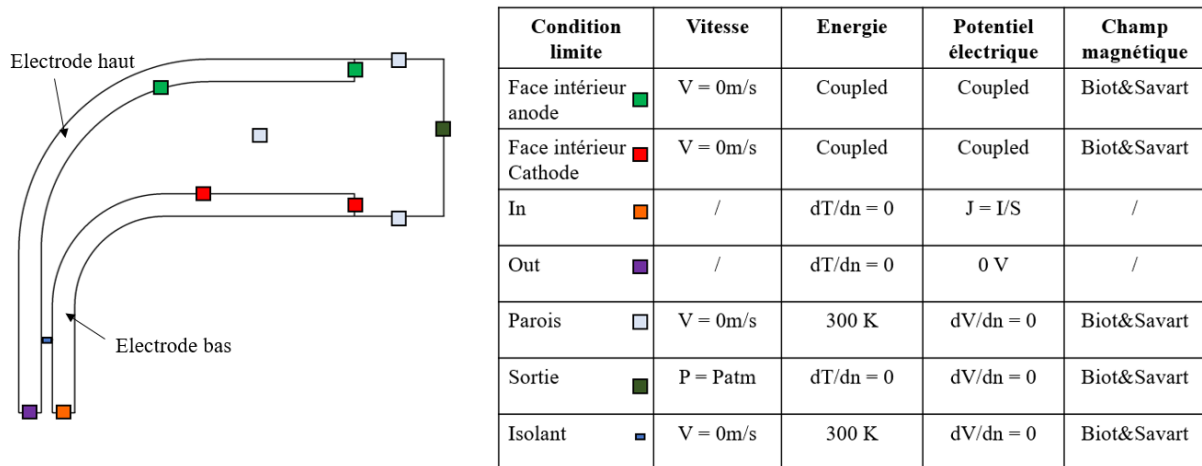 Electrode haut
Electrode bas
Condition limite | Vitesse | Energie | Potentiel électrique | Champ magnétique
Face intérieur anode | V = 0m/s | Coupled | Coupled | Biot&Savart
Face intérieur Cathode | V = 0m/s | Coupled | Coupled | Biot&Savart
In | / | dT/dn = 0 | J = I/S | /
Out | / | dT/dn = 0 | 0 V | /
Parois | V = 0m/s | 300 K | dV/dn = 0 | Biot&Savart
Sortie | P = Patm | dT/dn = 0 | dV/dn = 0 | Biot&Savart
Isolant | V = 0m/s | 300 K | dV/dn = 0 | Biot&Savart